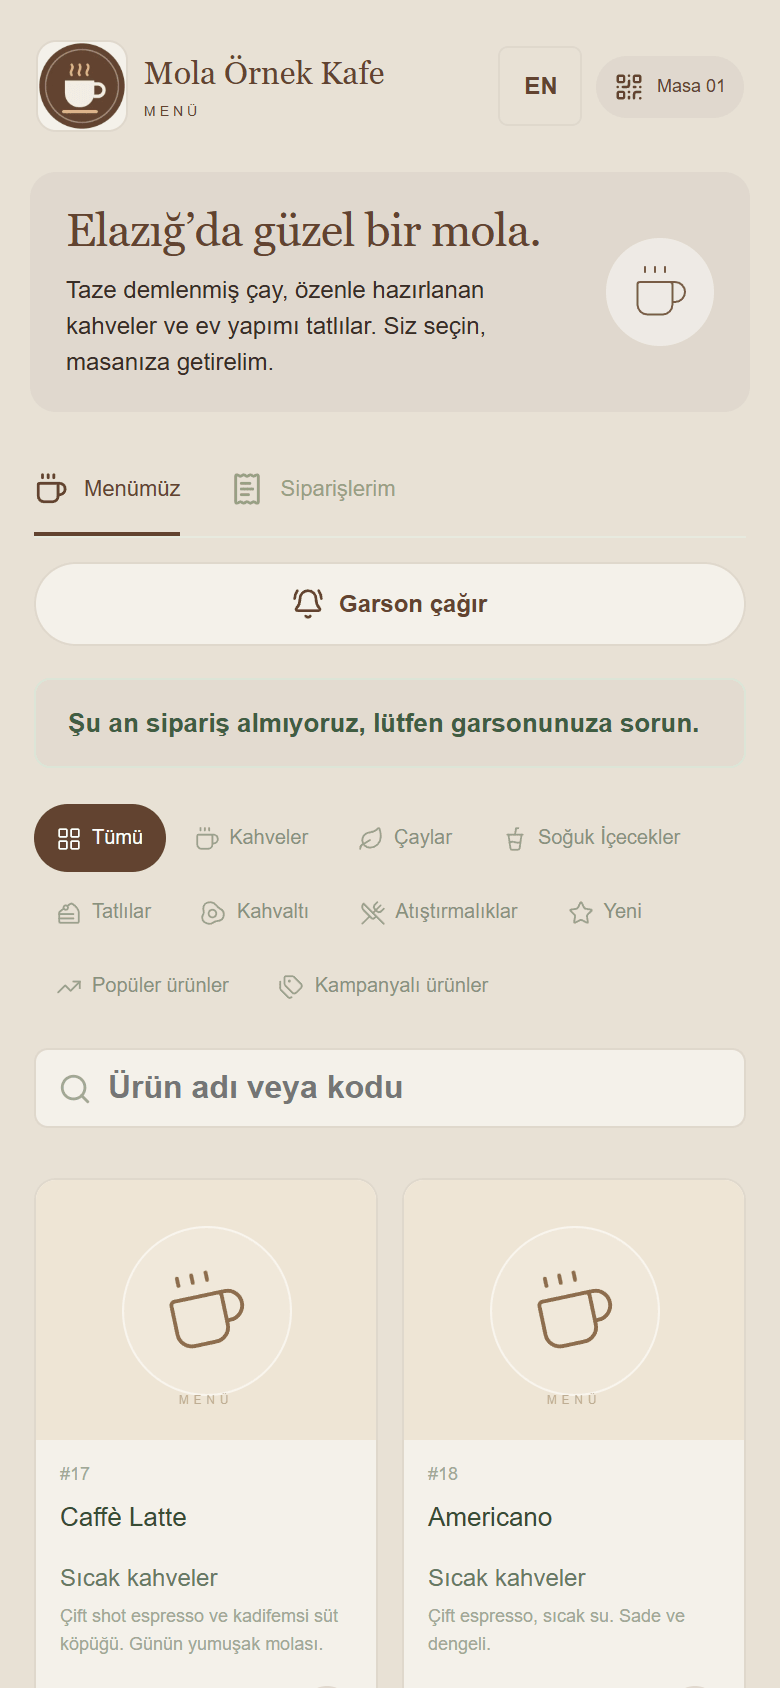 Mola Örnek Kafe
MENÜ
EN
Masa 01
Elazığ’da güzel bir mola.
Taze demlenmiş çay, özenle hazırlanan
kahveler ve ev yapımı tatlılar. Siz seçin,
masanıza getirelim.
Menümüz
Siparişlerim
Garson çağır
Şu an sipariş almıyoruz, lütfen garsonunuza sorun.
Tümü
Kahveler
Çaylar
Soğuk İçecekler
Tatlılar
Kahvaltı
Atıştırmalıklar
Yeni
Popüler ürünler
Kampanyalı ürünler
Ürün adı veya kodu
MENÜ
#17
Caffè Latte
Sıcak kahveler
Çift shot espresso ve kadifemsi süt
köpüğü. Günün yumuşak molası.
MENÜ
#18
Americano
Sıcak kahveler
Çift espresso, sıcak su. Sade ve
dengeli.